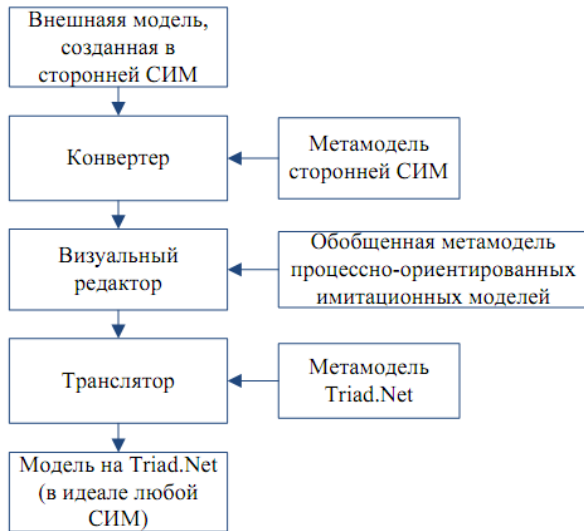 Внешнаяя модель,
созданная в
сторонней СИМ
Конвертер
Метамодель
сторонней СИМ
Визуальный
редактор
Обобщенная метамодель
процессно-ориентированных
имитационных моделей
Транслятор
Метамодель
Triad.Net
Модель на Triad.Net
(в идеале любой
СИМ)